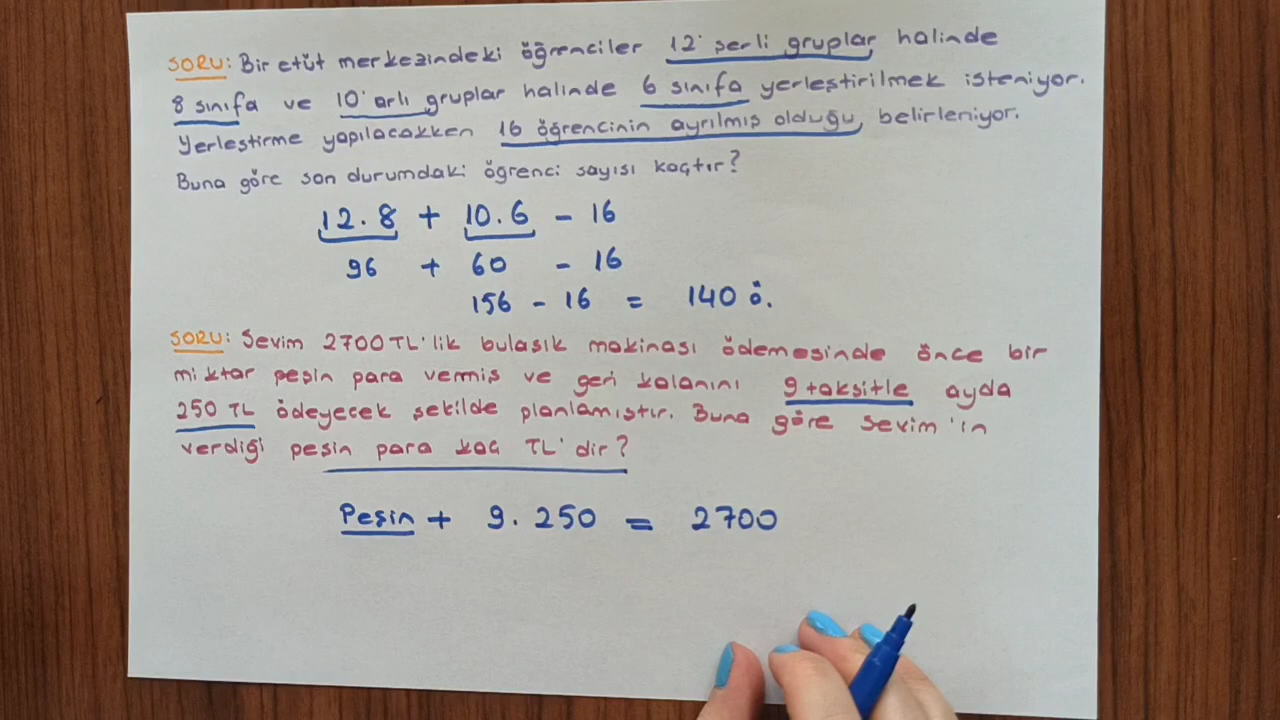 SORU: Bir etüt merkezindeki öğrenciler 12'şerli gruplar halinde
8 sınıfa ve 10'arlı gruplar halinde 6 sınıfa yerleştirilmek isteniyor.
Yerleştirme yapılacakken 16 öğrencinin ayrılmış olduğu belirleniyor.
Buna göre son durumdaki öğrenci sayısı kaçtır?
12.8 + 10.6 - 16
96 + 60 - 16
156 - 16 = 140 ö.
SORU: Sevim 2700 TL'lik bulaşık makinası ödemesinde önce bir
miktar peşin para vermiş ve geri kalanını 9 taksitle ayda
250 TL ödeyecek şekilde planlamıştır. Buna göre Sevim'in
verdiği peşin para kaç TL'dir?
Peşin + 9.250 = 2700